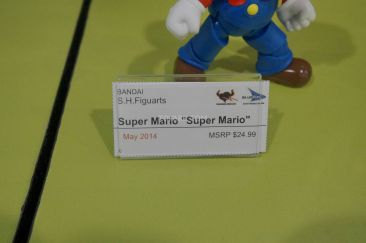 BANDAI
S.H.Figuarts
Super Mario "Super Mario"
May 2014 MSRP $24.99